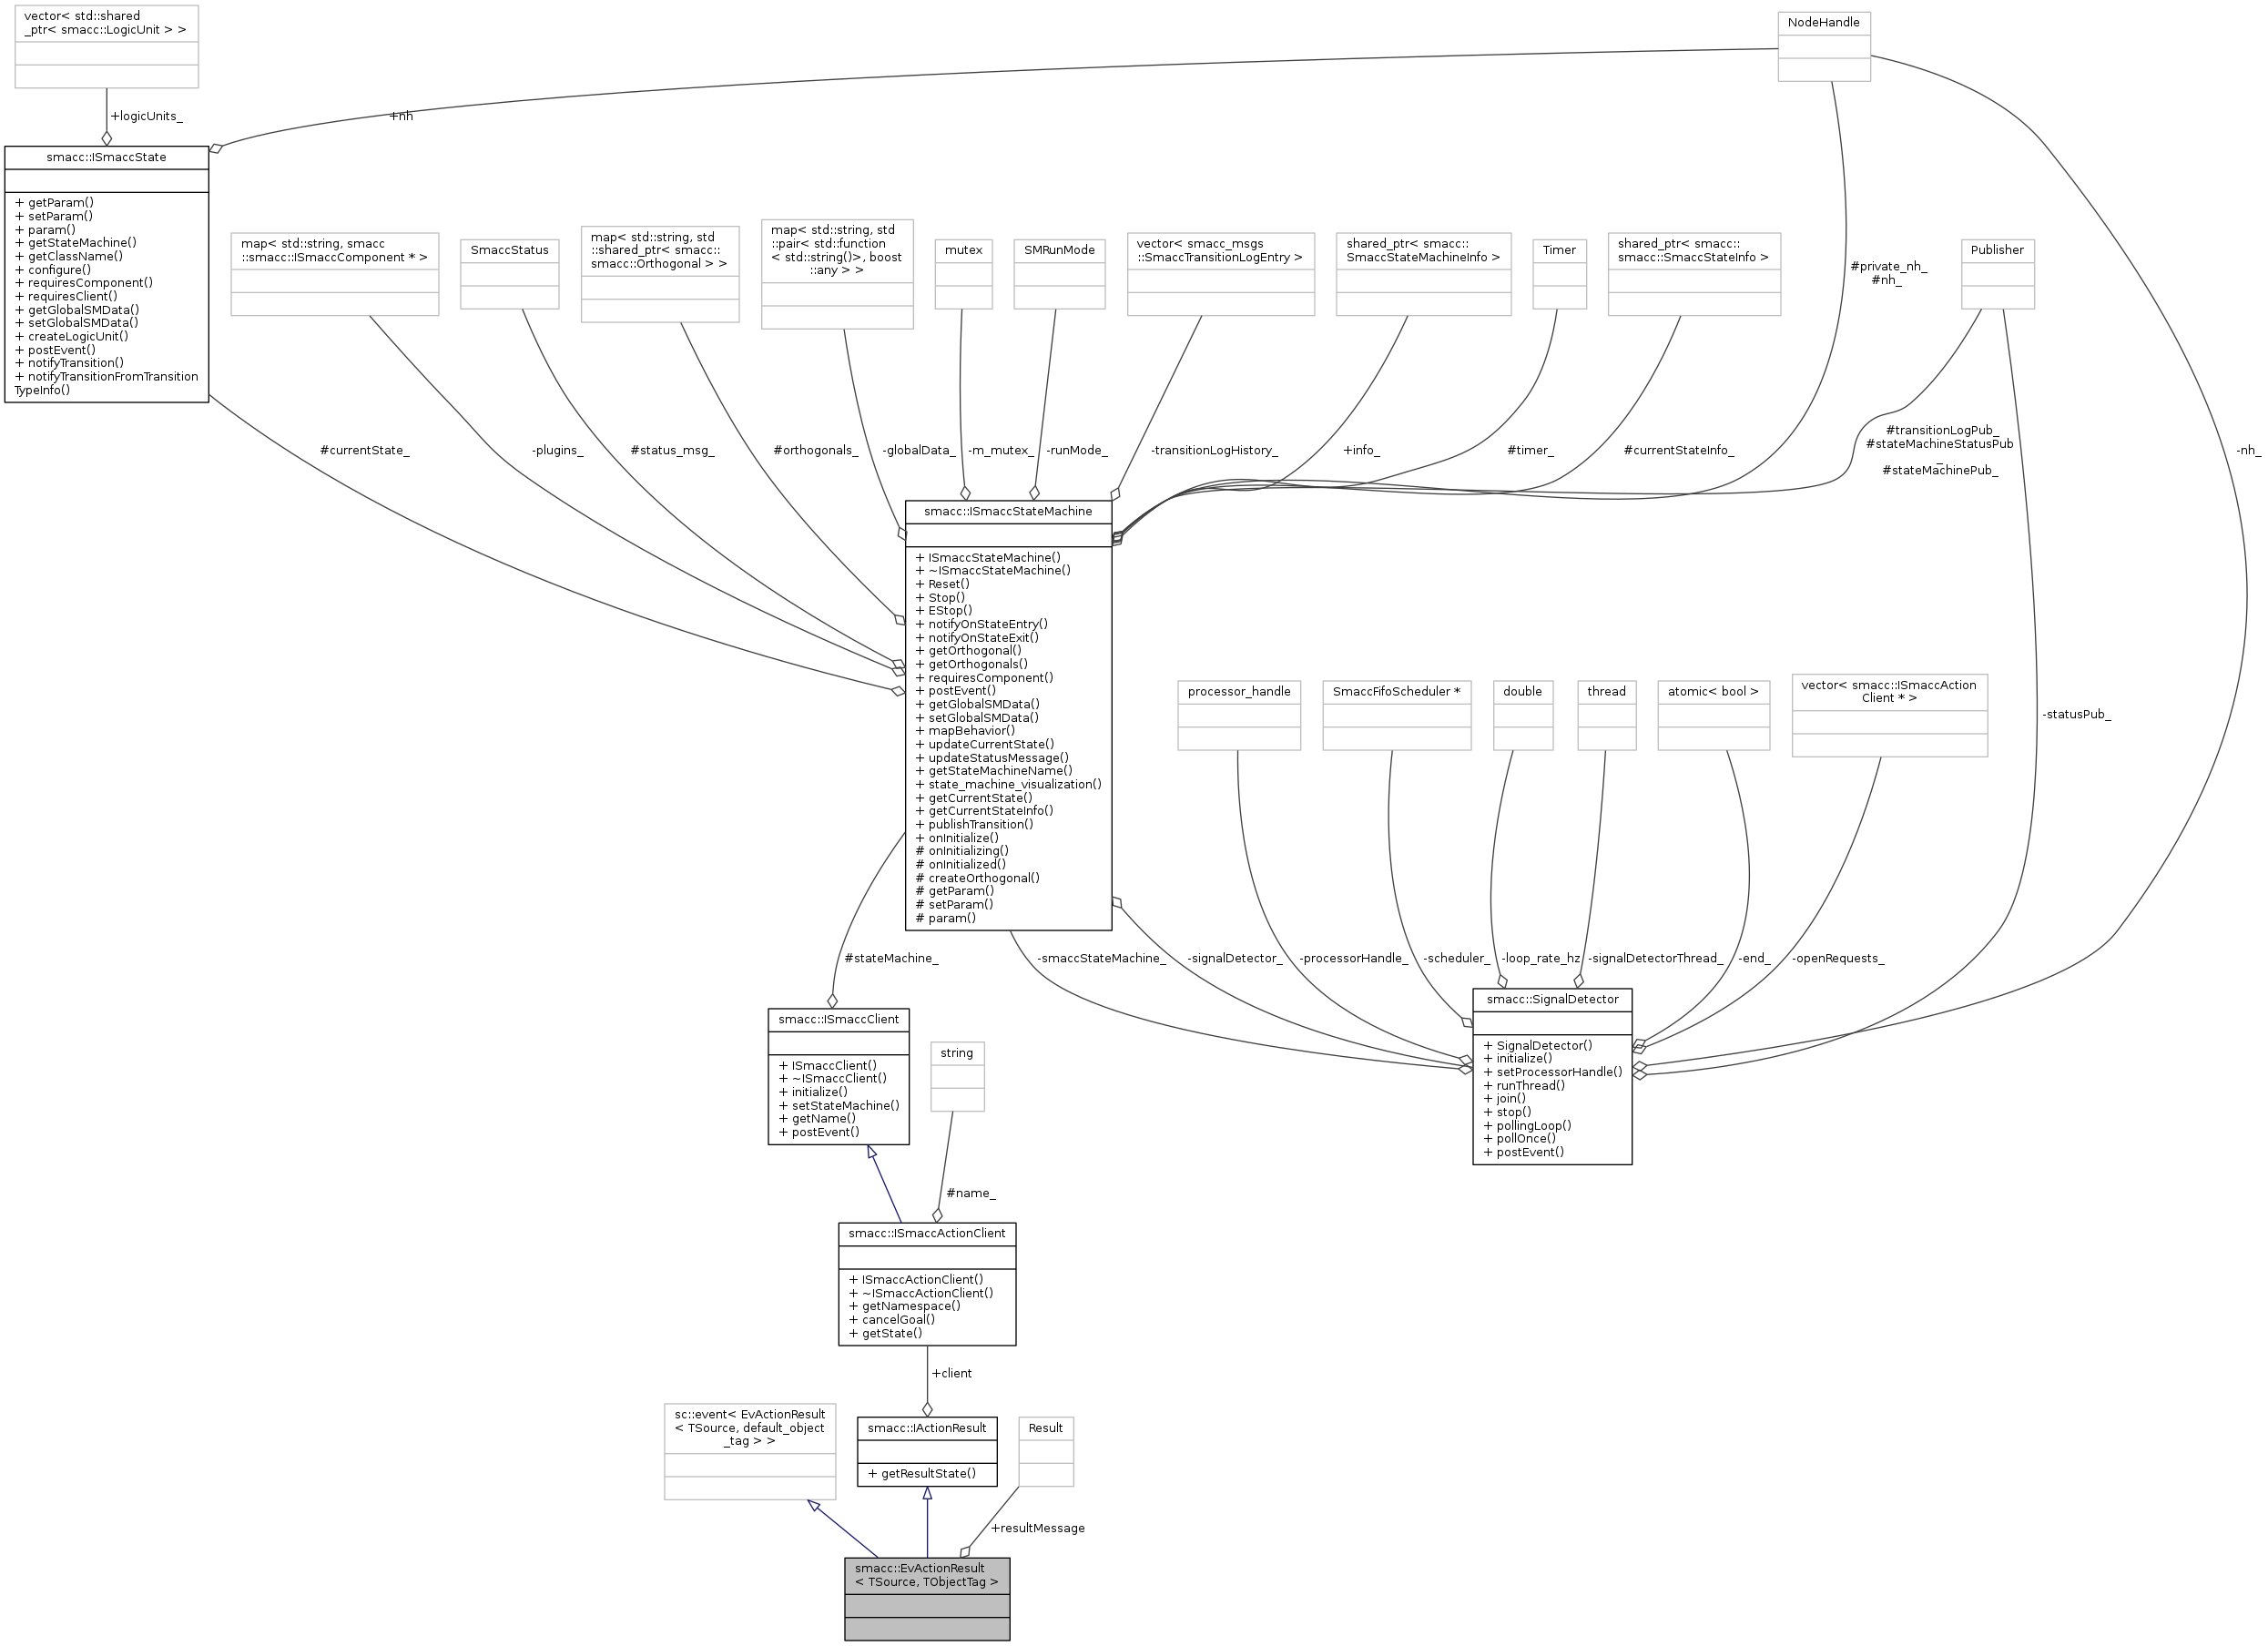 vector< std::shared
_ptr< smacc::LogicUnit > >
NodeHandle
+logicUnits_
+nh
smacc::ISmaccState
+ getParam()
+ setParam()
+ param()
+ getStateMachine()
+ getClassName()
+ configure()
+ requiresComponent()
+ requiresClient()
+ getGlobalSMData()
+ setGlobalSMData()
+ createLogicUnit()
+ postEvent()
+ notifyTransition()
+ notifyTransitionFromTransition
TypeInfo()
map< std::string, smacc
::smacc::ISmaccComponent * >
SmaccStatus
map< std::string, std
::shared_ptr< smacc::
smacc::Orthogonal > >
map< std::string, std
::pair< std::function
< std::string()>, boost
::any > >
mutex
SMRunMode
vector< smacc_msgs
::SmaccTransitionLogEntry >
shared_ptr< smacc::
SmaccStateMachineInfo >
Timer
shared_ptr< smacc::
smacc::SmaccStateInfo >
Publisher
#private_nh_
#nh_
#currentState_
-plugins_
#status_msg_
#orthogonals_
-globalData_
-m_mutex_
-runMode_
-transitionLogHistory_
+info_
#timer_
#currentStateInfo_
#transitionLogPub_
#stateMachineStatusPub
_
#stateMachinePub_
-nh_
smacc::ISmaccStateMachine
+ ISmaccStateMachine()
+ ~ISmaccStateMachine()
+ Reset()
+ Stop()
+ EStop()
+ notifyOnStateEntry()
+ notifyOnStateExit()
+ getOrthogonal()
+ getOrthogonals()
+ requiresComponent()
+ postEvent()
+ getGlobalSMData()
+ setGlobalSMData()
+ mapBehavior()
+ updateCurrentState()
+ updateStatusMessage()
+ getStateMachineName()
+ state_machine_visualization()
+ getCurrentState()
+ getCurrentStateInfo()
+ publishTransition()
+ onInitialize()
# onInitializing()
# onInitialized()
# createOrthogonal()
# getParam()
# setParam()
# param()
processor_handle
SmaccFifoScheduler *
double
thread
atomic< bool >
vector< smacc::ISmaccAction
Client * >
-statusPub_
#stateMachine_
-smaccStateMachine_
-signalDetector_
-processorHandle_
-scheduler_
-loop_rate_hz
-signalDetectorThread_
-end_
-openRequests_
smacc::SignalDetector
+ SignalDetector()
+ initialize()
+ setProcessorHandle()
+ runThread()
+ join()
+ stop()
+ pollingLoop()
+ pollOnce()
+ postEvent()
smacc::ISmaccClient
+ ISmaccClient()
+ ~ISmaccClient()
+ initialize()
+ setStateMachine()
+ getName()
+ postEvent()
string
#name_
smacc::ISmaccActionClient
+ ISmaccActionClient()
+ ~ISmaccActionClient()
+ getNamespace()
+ cancelGoal()
+ getState()
+client
sc::event< EvActionResult
< TSource, default_object
_tag > >
smacc::IActionResult
+ getResultState()
Result
+resultMessage
smacc::EvActionResult
< TSource, TObjectTag >